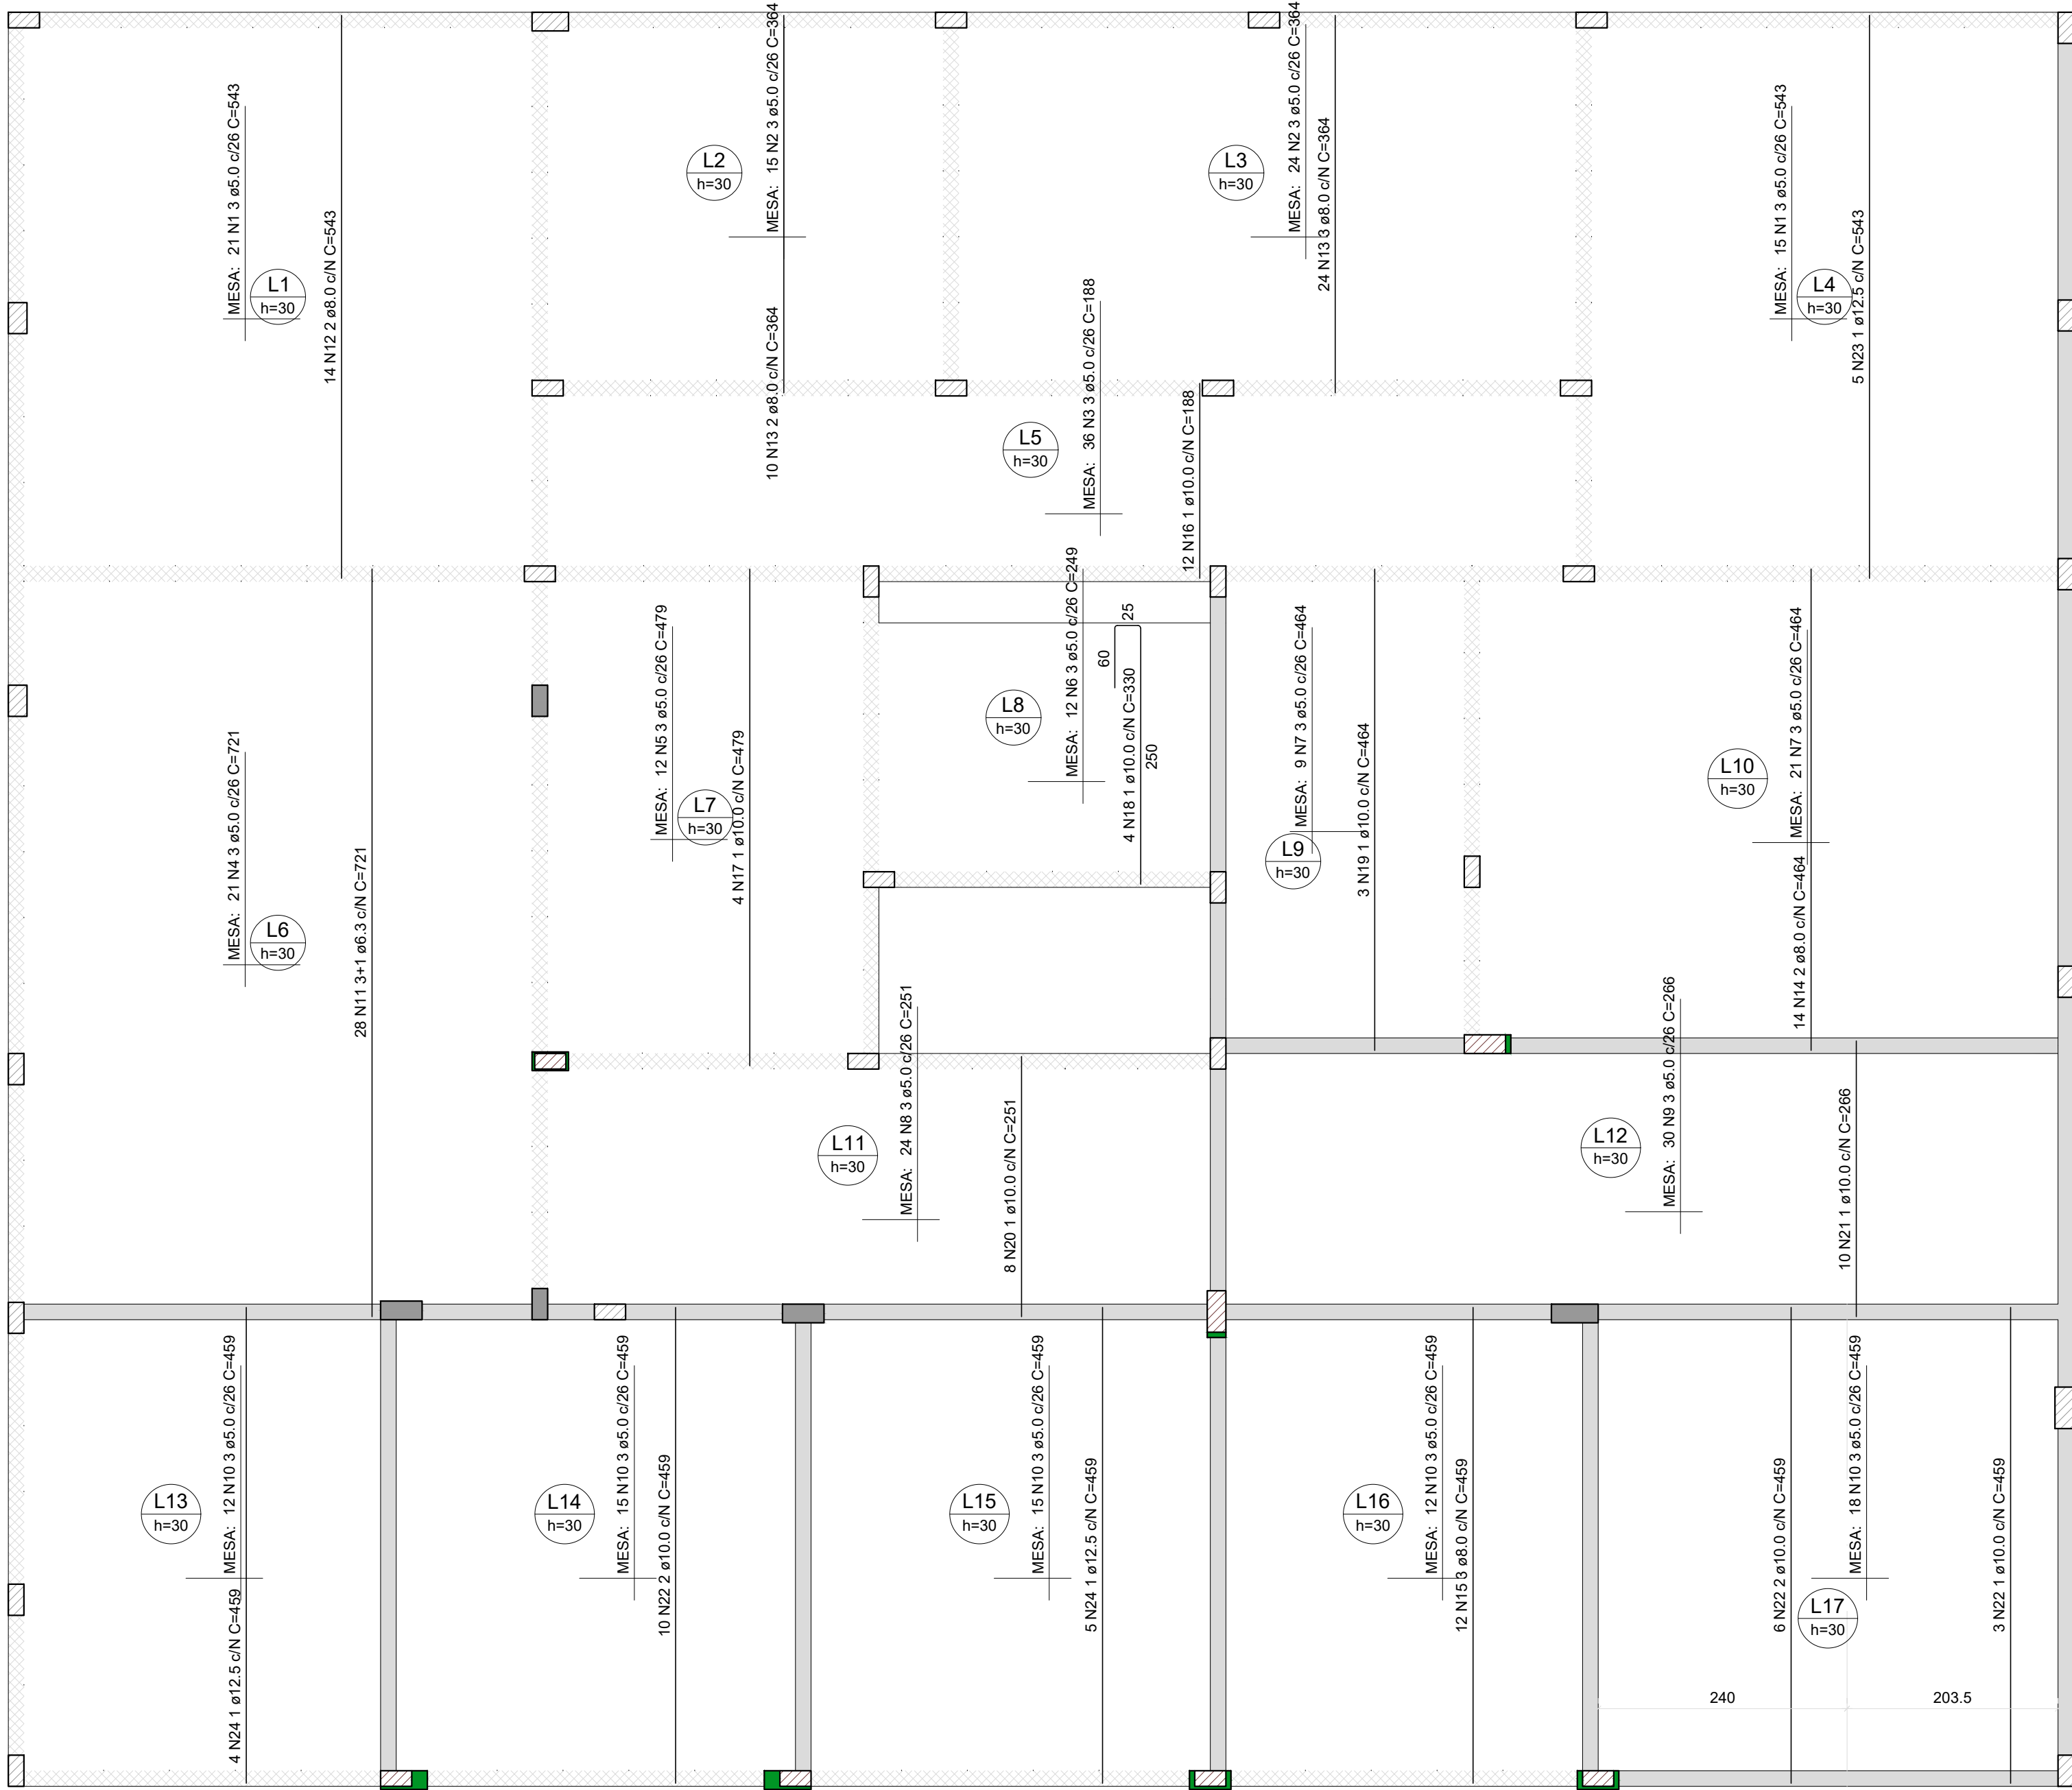 MESA: 21 N1 3 ø5.0 c/26 C=543
L1
h=30
14 N12 2 ø8.0 c/N C=543
L2
h=30
MESA: 15 N2 3 ø5.0 c/26 C=364
10 N13 2 ø8.0 c/N C=364
L3
h=30
MESA: 24 N2 3 ø5.0 c/26 C=364
24 N13 3 ø8.0 c/N C=364
MESA: 15 N1 3 ø5.0 c/26 C=543
L4
h=30
5 N23 1 ø12.5 c/N C=543
L5
h=30
MESA: 36 N3 3 ø5.0 c/26 C=188
12 N16 1 ø10.0 c/N C=188
MESA: 21 N4 3 ø5.0 c/26 C=721
L6
h=30
28 N11 3+1 ø6.3 c/N C=721
MESA: 12 N5 3 ø5.0 c/26 C=479
L7
h=30
4 N17 1 ø10.0 c/N C=479
L8
h=30
MESA: 12 N6 3 ø5.0 c/26 C=249
60
25
4 N18 1 ø10.0 c/N C=330
250
MESA: 9 N7 3 ø5.0 c/26 C=464
L9
h=30
3 N19 1 ø10.0 c/N C=464
L10
h=30
MESA: 21 N7 3 ø5.0 c/26 C=464
14 N14 2 ø8.0 c/N C=464
L11
h=30
MESA: 24 N8 3 ø5.0 c/26 C=251
8 N20 1 ø10.0 c/N C=251
L12
h=30
MESA: 30 N9 3 ø5.0 c/26 C=266
10 N21 1 ø10.0 c/N C=266
L13
h=30
MESA: 12 N10 3 ø5.0 c/26 C=459
4 N24 1 ø12.5 c/N C=459
L14
h=30
MESA: 15 N10 3 ø5.0 c/26 C=459
10 N22 2 ø10.0 c/N C=459
L15
h=30
MESA: 15 N10 3 ø5.0 c/26 C=459
5 N24 1 ø12.5 c/N C=459
L16
h=30
MESA: 12 N10 3 ø5.0 c/26 C=459
12 N15 3 ø8.0 c/N C=459
6 N22 2 ø10.0 c/N C=459
L17
h=30
MESA: 18 N10 3 ø5.0 c/26 C=459
3 N22 1 ø10.0 c/N C=459
240
203.5